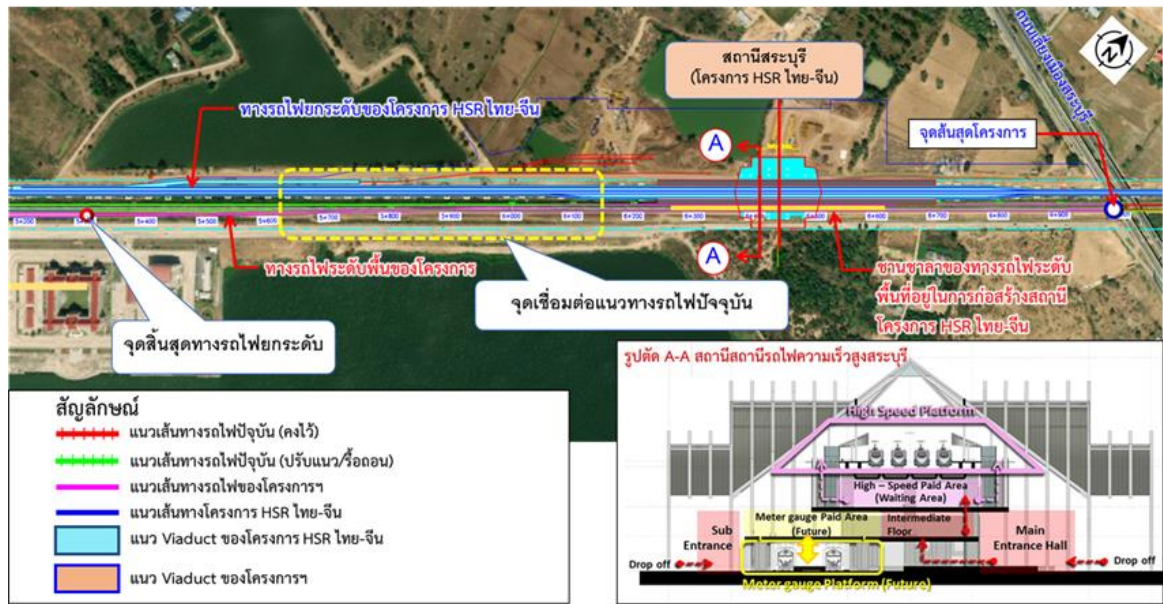 สถานีสระบุรี
(โครงการ HSR ไทย-จีน)
ถนนเลี่ยงเมืองสระบุรี
N
ทางรถไฟยกระดับของโครงการ HSR ไทย-จีน
A
จุดสิ้นสุดโครงการ
5+200
5+400
5+500
5+600
5+700
5+800
5+900
6+000
6+100
6+200
6+300
6+700
6+800
6+900
ทางรถไฟระดับพื้นของโครงการ
A
ชานชาลาของทางรถไฟระดับ
พื้นที่อยู่ในการก่อสร้างสถานี
โครงการ HSR ไทย-จีน
จุดเชื่อมต่อแนวทางรถไฟปัจจุบัน
จุดสิ้นสุดทางรถไฟยกระดับ
รูปตัด A-A สถานีสถานีรถไฟความเร็วสูงสระบุรี
High Speed Platform
High – Speed Paid Area
(Waiting Area)
Meter gauge Paid Area
(Future)
Intermediate
Floor
Sub
Entrance
Main
Entrance Hall
Drop off
Drop off
Meter gauge Platform (Future)
สัญลักษณ์
แนวเส้นทางรถไฟปัจจุบัน (คงไว้)
แนวเส้นทางรถไฟปัจจุบัน (ปรับแนว/รื้อถอน)
แนวเส้นทางรถไฟของโครงการฯ
แนวเส้นทางโครงการ HSR ไทย-จีน
แนว Viaduct ของโครงการ HSR ไทย-จีน
แนว Viaduct ของโครงการฯ